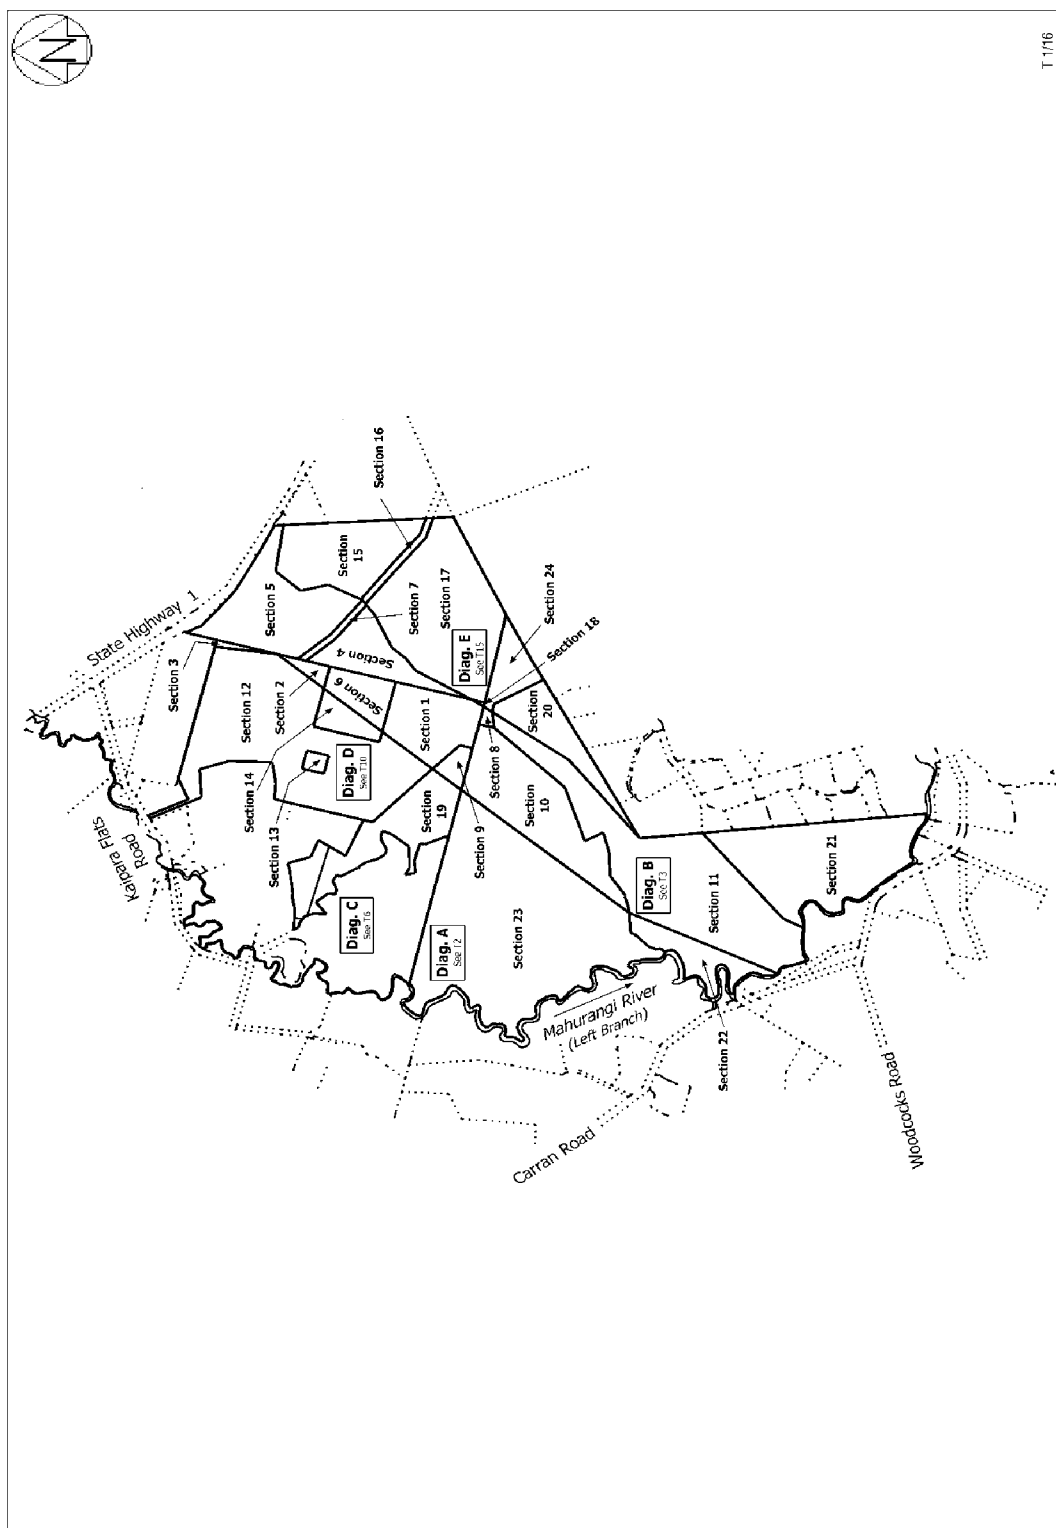 N
T 1/16
State Highway 1
Kaipara Flats
Road
Section 3
Section 12
Section 2
Section 14
Section 13
Section 5
Section
15
Section 16
Section 7
Section 17
Section 4
Section 6
Section 1
Diag. D
See T10
Diag. E
See T15
Section 24
Section 18
Section
20
Section 8
Section
19
Section 9
Section
10
Diag. C
See T6
Diag. A
See T2
Section 23
Diag. B
See T3
Section 11
Section 21
Section 22
Mahurangi River
(Left Branch)
Carran Road
Woodcocks Road